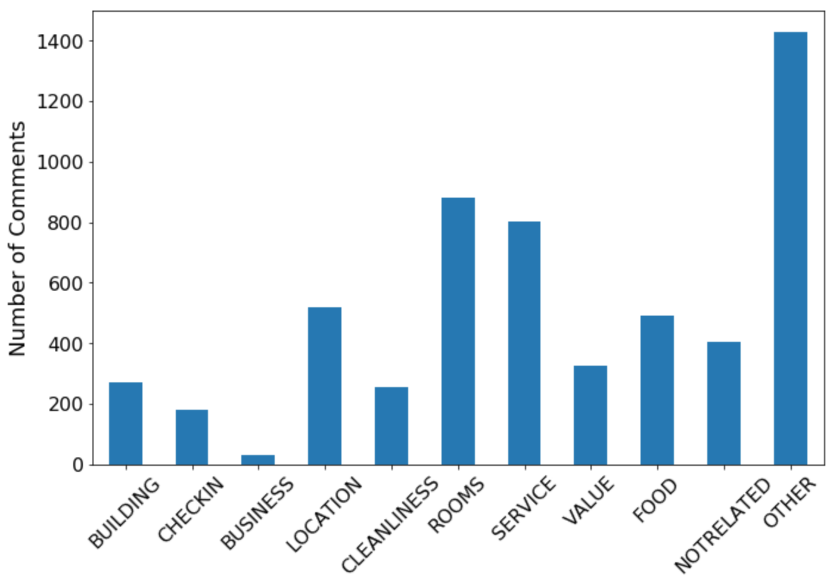 Number of Comments
1400
1200
1000
800
600
400
200
0
BUILDING
CHECKIN
BUSINESS
LOCATION
CLEANLINESS
ROOMS
SERVICE
VALUE
FOOD
NOTRELATED
OTHER